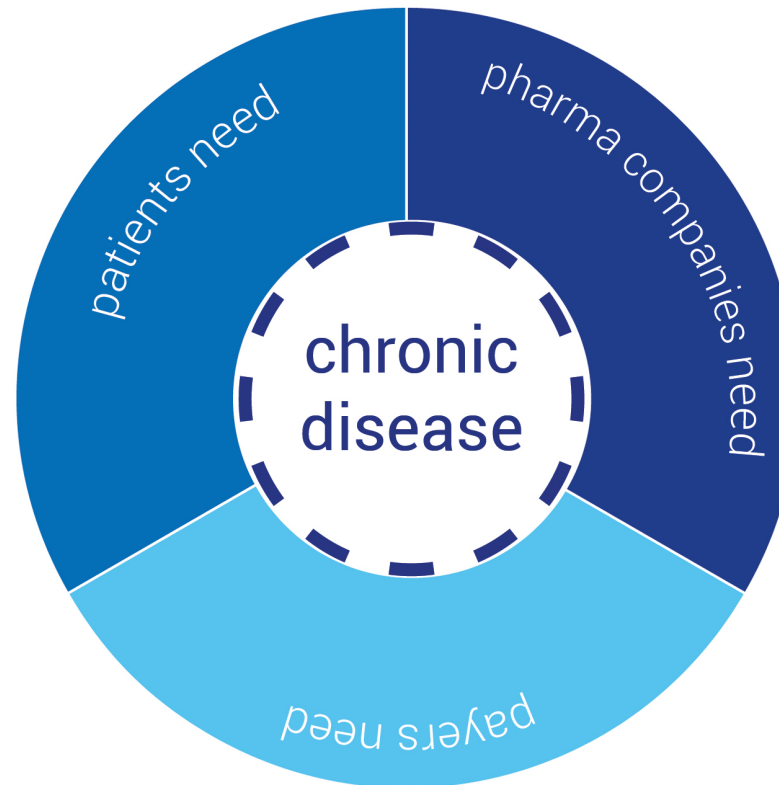 patients need
pharma companies need
chronic
disease
payers need